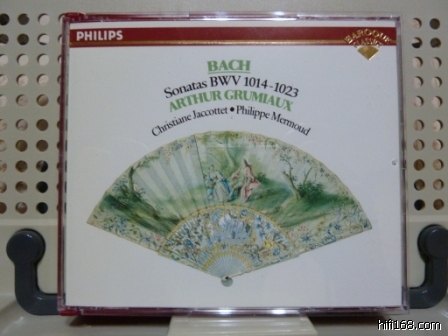 PHILIPS
BAROQUE
CLASSICS
BACH
Sonatas BWV 1014-1023
ARTHUR GRUMIAUX
Christiane Jaccottet • Philippe Mermoud
hifi168.com